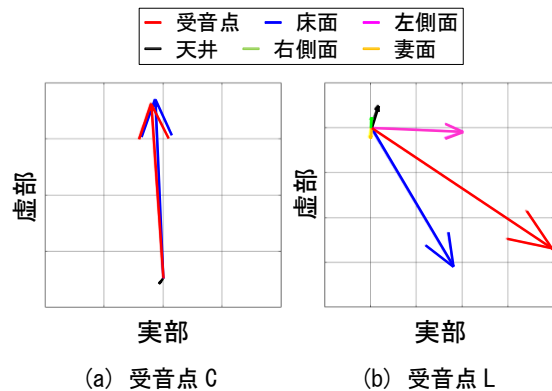 受音点 床面 左側面
天井 右側面 妻面
虚部
実部
虚部
実部
(a) 受音点 C
(b) 受音点 L